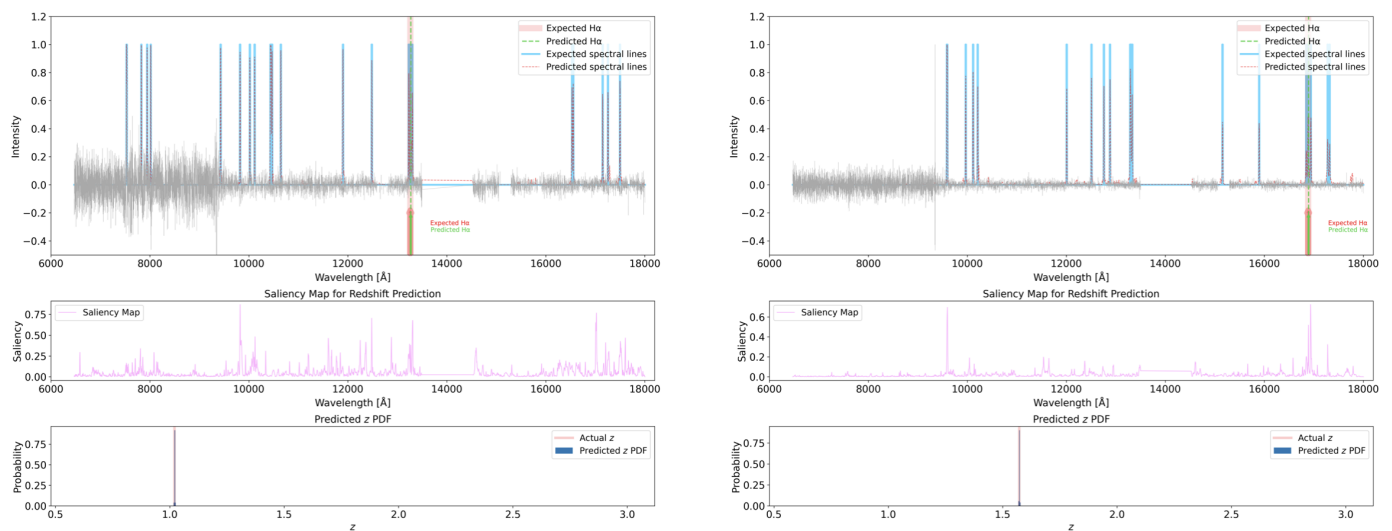 1.2
1.0
0.8
0.6
0.4
0.2
0.0
−0.2
−0.4
Intensity
Expected Hα
Predicted Hα
Expected spectral lines
Predicted spectral lines
Expected Hα
Predicted Hα
6000 8000 10000 12000 14000 16000 18000
Wavelength [Å]
Saliency Map for Redshift Prediction
Saliency Map
0.75
0.50
0.25
0.00
Saliency
6000 8000 10000 12000 14000 16000 18000
Wavelength [Å]
Predicted z PDF
Actual z
Predicted z PDF
0.75
0.50
0.25
0.00
Probability
0.5 1.0 1.5 2.0 2.5 3.0
z
1.2
1.0
0.8
0.6
0.4
0.2
0.0
−0.2
−0.4
Intensity
Expected Hα
Predicted Hα
Expected spectral lines
Predicted spectral lines
Expected Hα
Predicted Hα
6000 8000 10000 12000 14000 16000 18000
Wavelength [Å]
Saliency Map for Redshift Prediction
Saliency Map
0.6
0.4
0.2
0.0
Saliency
6000 8000 10000 12000 14000 16000 18000
Wavelength [Å]
Predicted z PDF
Actual z
Predicted z PDF
0.75
0.50
0.25
0.00
Probability
0.5 1.0 1.5 2.0 2.5 3.0
z